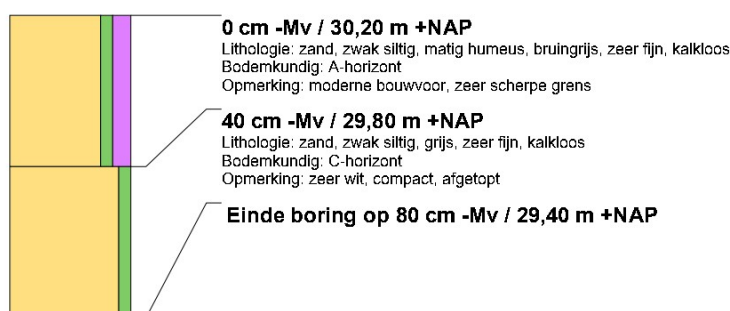 0 cm -Mv / 30,20 m +NAP
Lithologie: zand, zwak siltig, matig humeus, bruingrijs, zeer fijn, kalkloos
Bodemkundig: A-horizont
Opmerking: moderne bouwvoor, zeer scherpe grens
40 cm -Mv / 29,80 m +NAP
Lithologie: zand, zwak siltig, grijs, zeer fijn, kalkloos
Bodemkundig: C-horizont
Opmerking: zeer wit, compact, afgetopt
Einde boring op 80 cm -Mv / 29,40 m +NAP